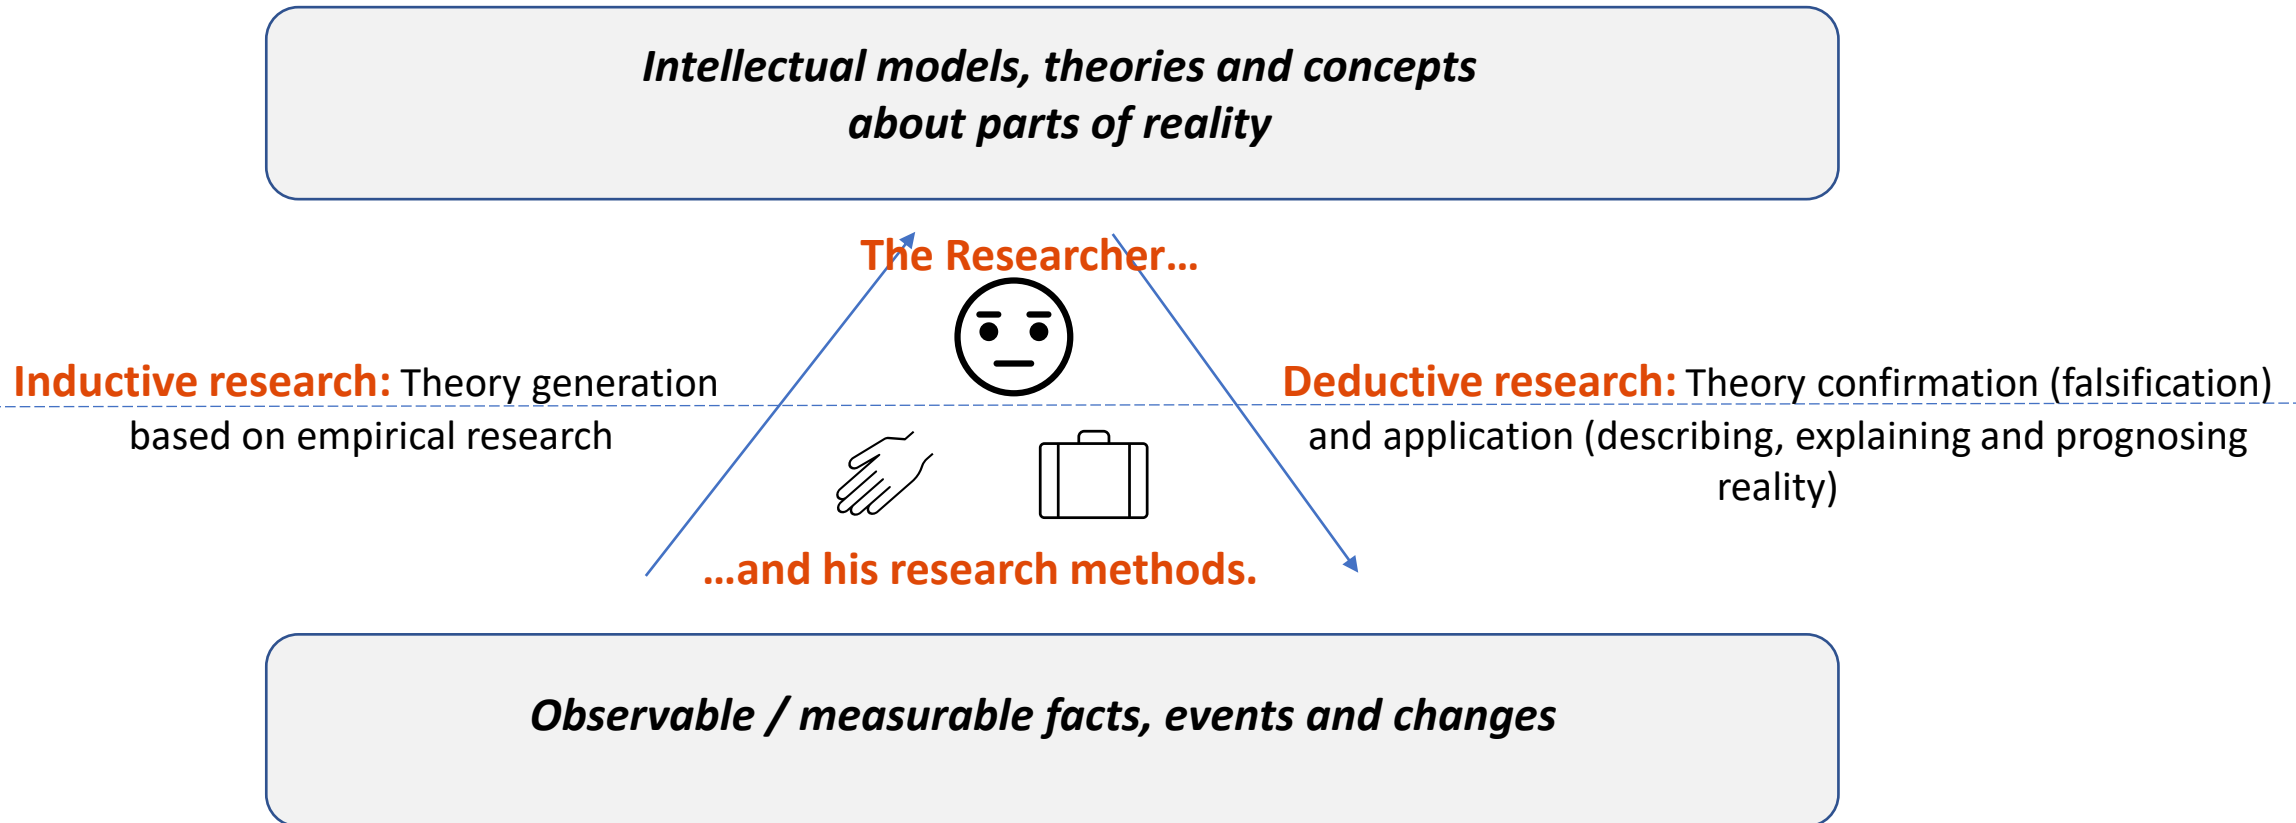 Intellectual models, theories and concepts
about parts of reality
The Researcher...
Inductive research: Theory generation
based on empirical research
Deductive research: Theory confirmation (falsification)
and application (describing, explaining and prognosing
reality)
...and his research methods.
Observable / measurable facts, events and changes